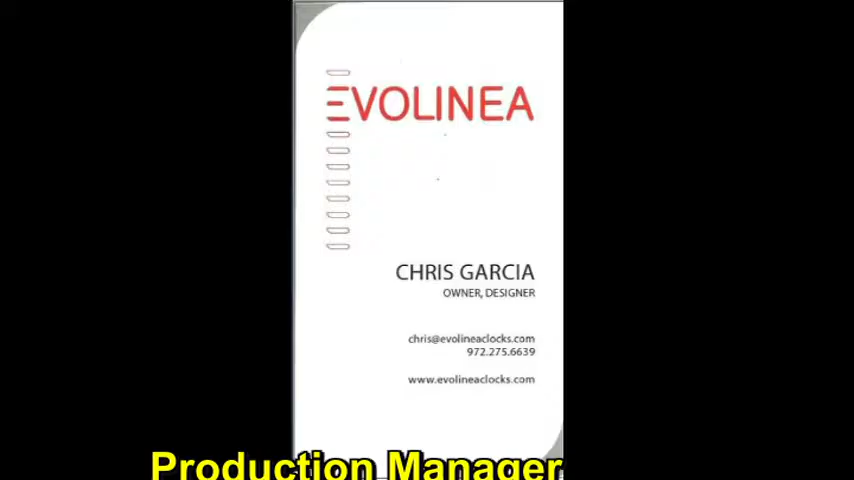 EVOLINEA
CHRIS GARCIA
OWNER, DESIGNER
chris@evolineaclocks.com
972.275.6639
www.evolineaclocks.com
Production Manager